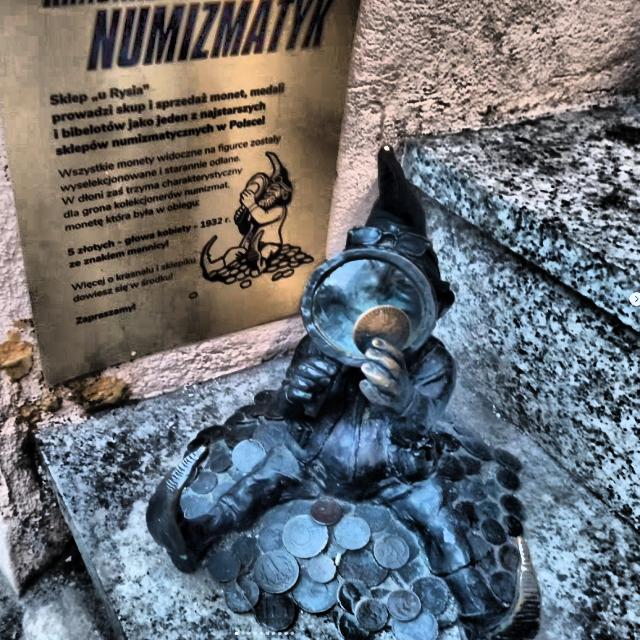 NUMIZMATYK
Sklep „u Rysia"
prowadzi skup i sprzedaż monet, medali
i bibelotów jako jeden z najstarszych
sklepów numizmatycznych w Polsce!
Wszystkie monety widoczne na figurce zostały
wyselekcjonowane i starannie odlane.
W dłoni zaś trzyma charakterystyczną
dla grona kolekcjonerów i numizmat.
monetę która była w obiegu
5 złotych - głowa kobiety - 1932 r.
ze znakiem mennicy!
Więcej o krasnalu i
dowiesz się w środku!
Zapraszamy!